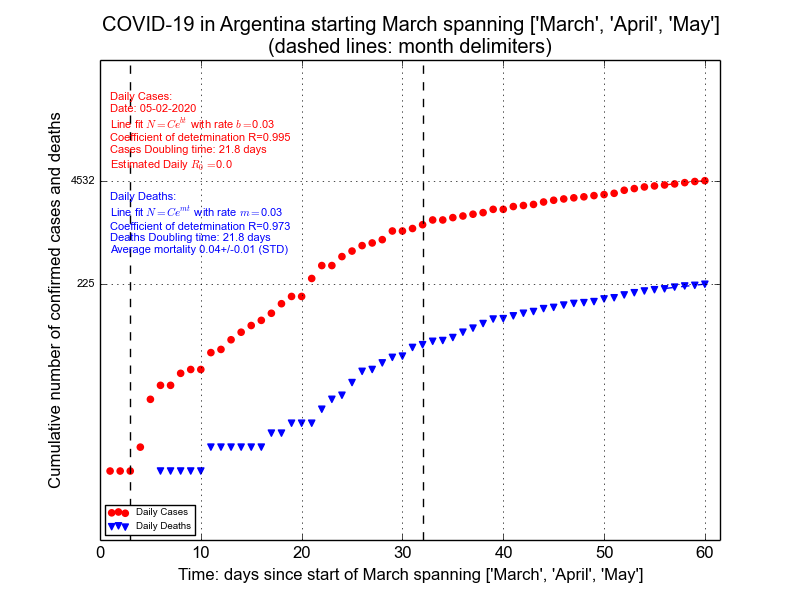 COVID-19 in Argentina starting March spanning ['March', 'April', 'May']
(dashed lines: month delimiters)
Daily Cases:
Date: 05-02-2020
Line fit N = Ce^{bt} with rate b =0.03
Coefficient of determination R=0.995
Cases Doubling time: 21.8 days
Estimated Daily R_0 =0.0
Daily Deaths:
Line fit N = Ce^{mt} with rate m =0.03
Coefficient of determination R=0.973
Deaths Doubling time: 21.8 days
Average mortality 0.04+/-0.01 (STD)
Cumulative number of confirmed cases and deaths
4532
225
Daily Cases
Daily Deaths
0 10 20 30 40 50 60
Time: days since start of March spanning ['March', 'April', 'May']